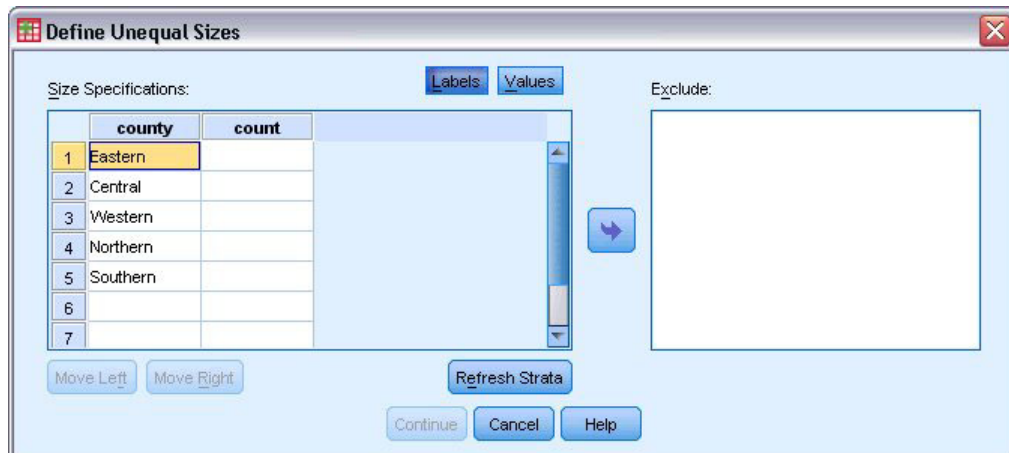 Define Unequal Sizes
Size Specifications:
Labels Values
Exclude:
county count
1 Eastern
2 Central
3 Western
4 Northern
5 Southern
6
7
Move Left Move Right Refresh Strata
Continue Cancel Help